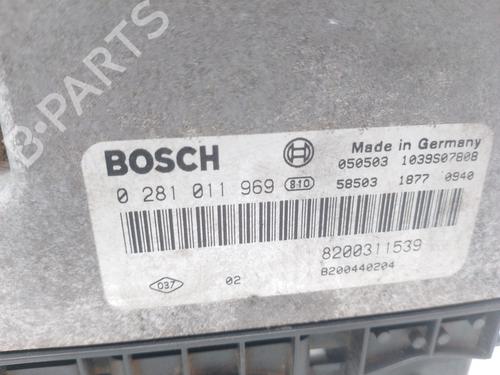 B-PARTS
BOSCH
Made in Germany
050503 1039S07808
0 281 011 969 810 58503 1877 0940
8200311539
8200440204
037 02